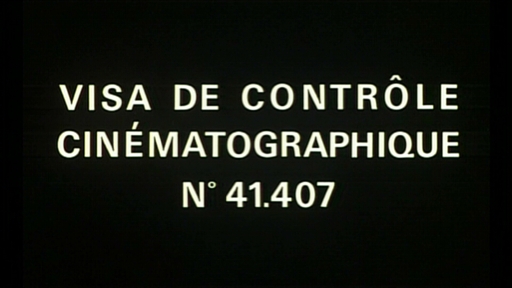 VISA DE CONTRÔLE
CINÉMATOGRAPHIQUE
N° 41.407